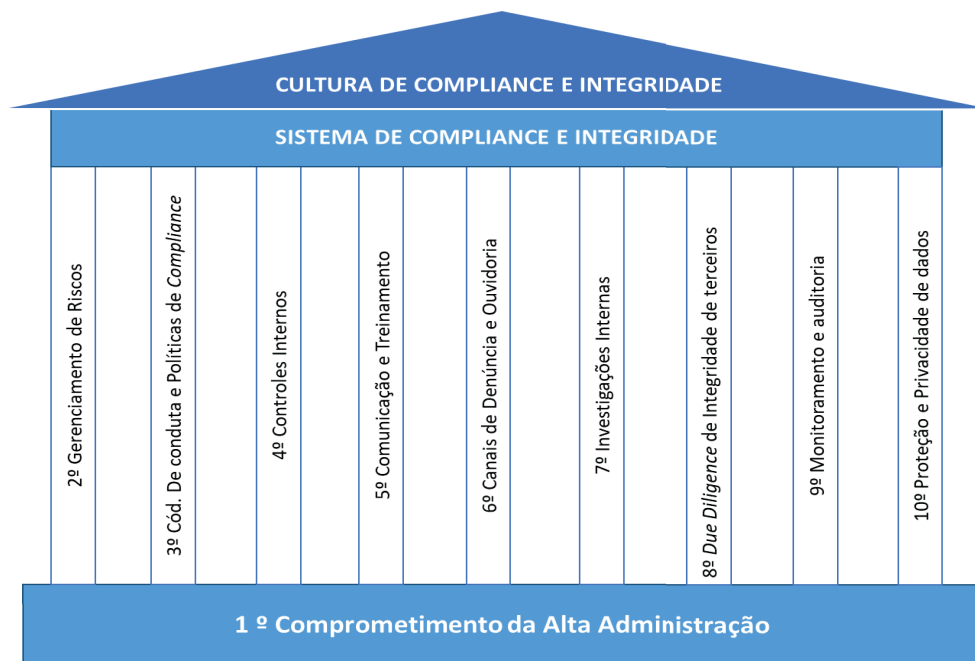 CULTURA DE COMPLIANCE E INTEGRIDADE
SISTEMA DE COMPLIANCE E INTEGRIDADE
2º Gerenciamento de Riscos
3º Cód. De conduta e Políticas de Compliance
4º Controles Internos
5º Comunicação e Treinamento
6º Canais de Denúncia e Ouvidoria
7º Investigações Internas
8º Due Diligence de Integridade de terceiros
9º Monitoramento e auditoria
10º Proteção e Privacidade de dados
1 º Comprometimento da Alta Administração